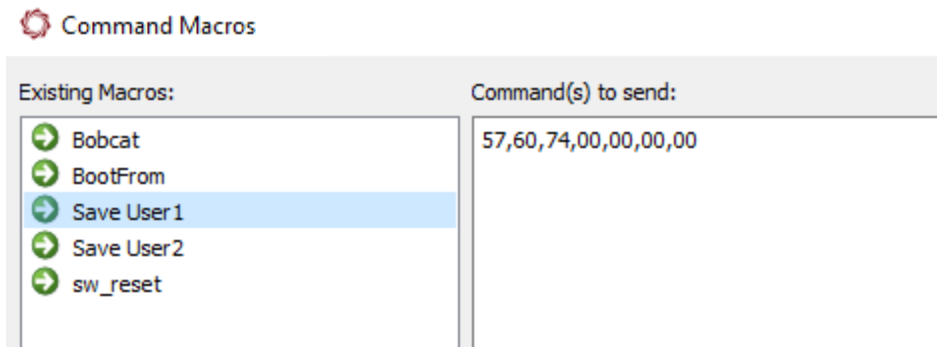 Command Macros
Existing Macros:
Command(s) to send:
Bobcat
57,60,74,00,00,00,00
BootFrom
Save User1
Save User2
sw_reset